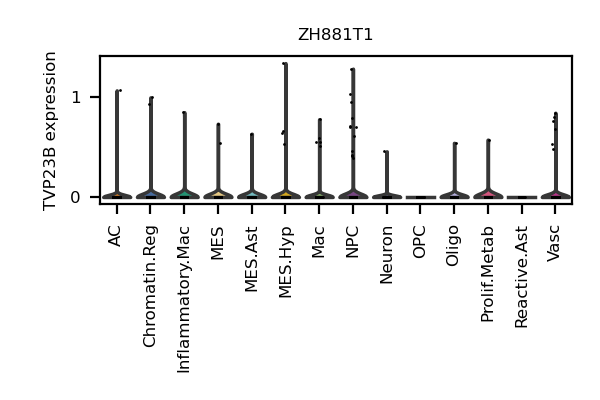 ZH881T1
TVP23B expression
1
0
AC
Chromatin.Reg
Inflammatory.Mac
MES
MES.Ast
MES.Hyp
Mac
NPC
Neuron
OPC
Oligo
Prolif.Metab
Reactive.Ast
Vasc